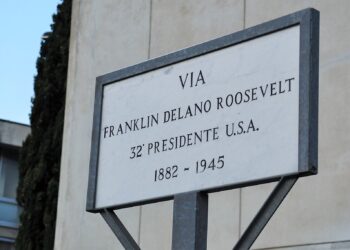 VIA
FRANKLIN DELANO ROOSEVELT
32° PRESIDENTE U.S.A.
1882 - 1945